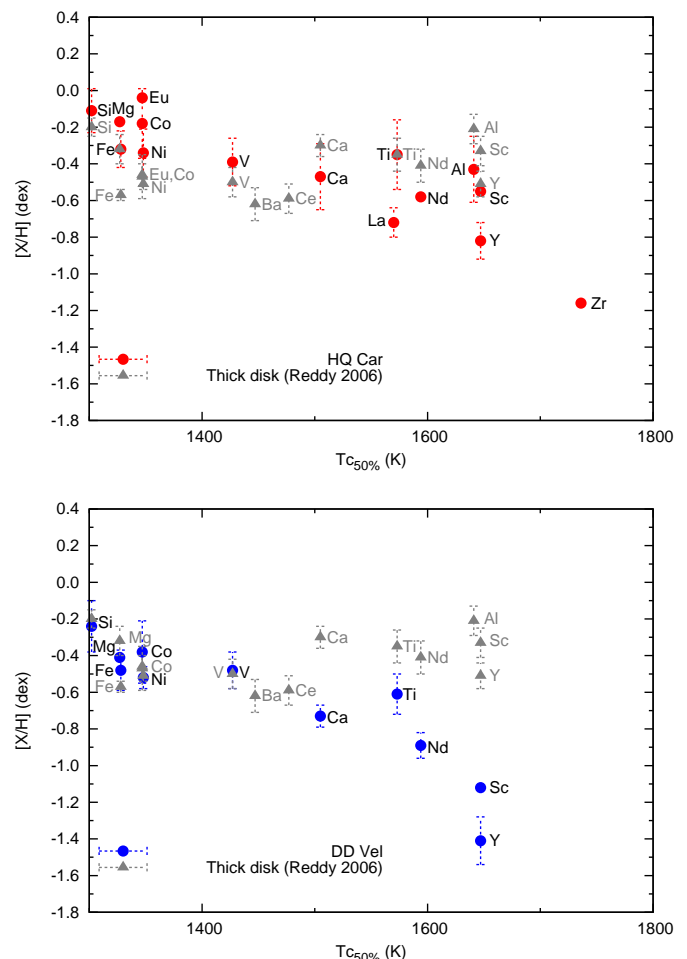 0.4
0.2
0.0
-0.2
-0.4
-0.6
-0.8
-1.0
-1.2
-1.4
-1.6
-1.8
[X/H] (dex)
Si
Mg
Eu
Si
Co
Fe
Ni
Eu,Co
Fe
Ni
V
V
Ba
Ce
Ca
Ca
Ti
Ti
Nd
La
Nd
Al
Al
Sc
Sc
Y
Y
Zr
HQ Car
Thick disk (Reddy 2006)
1400
1600
1800
Tc50% (K)
0.4
0.2
0.0
-0.2
-0.4
-0.6
-0.8
-1.0
-1.2
-1.4
-1.6
-1.8
[X/H] (dex)
Si
Mg
Mg
Co
Fe
Co
Fe
Ni
V
V
Ba
Ce
Ca
Ca
Ti
Ti
Nd
Nd
Al
Sc
Y
Sc
Y
DD Vel
Thick disk (Reddy 2006)
1400
1600
1800
Tc50% (K)